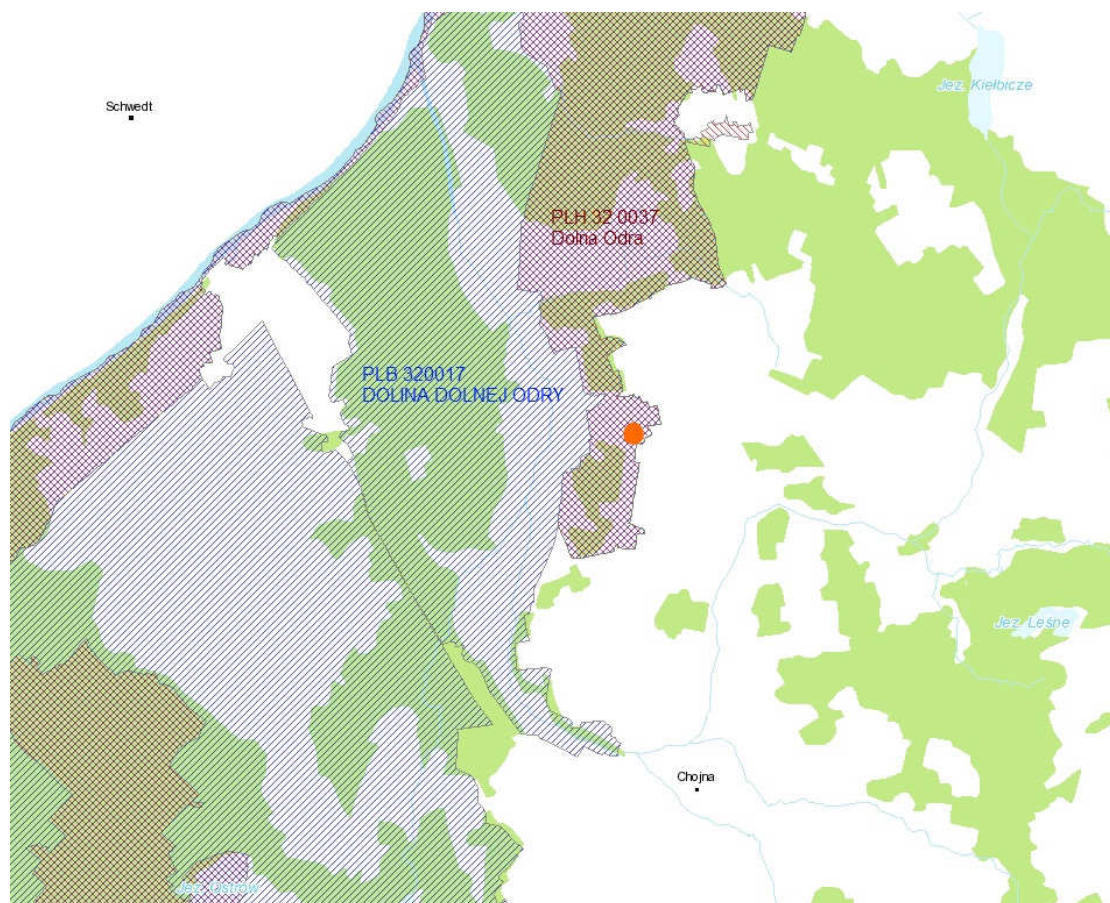 Jez. Kiełbicze
Schwedt
PLH 32 0037
Dolna Odra
PLB 320017
DOLINA DOLNEJ ODRY
Jez. Leśne
Chojna
Jez. Ostrów